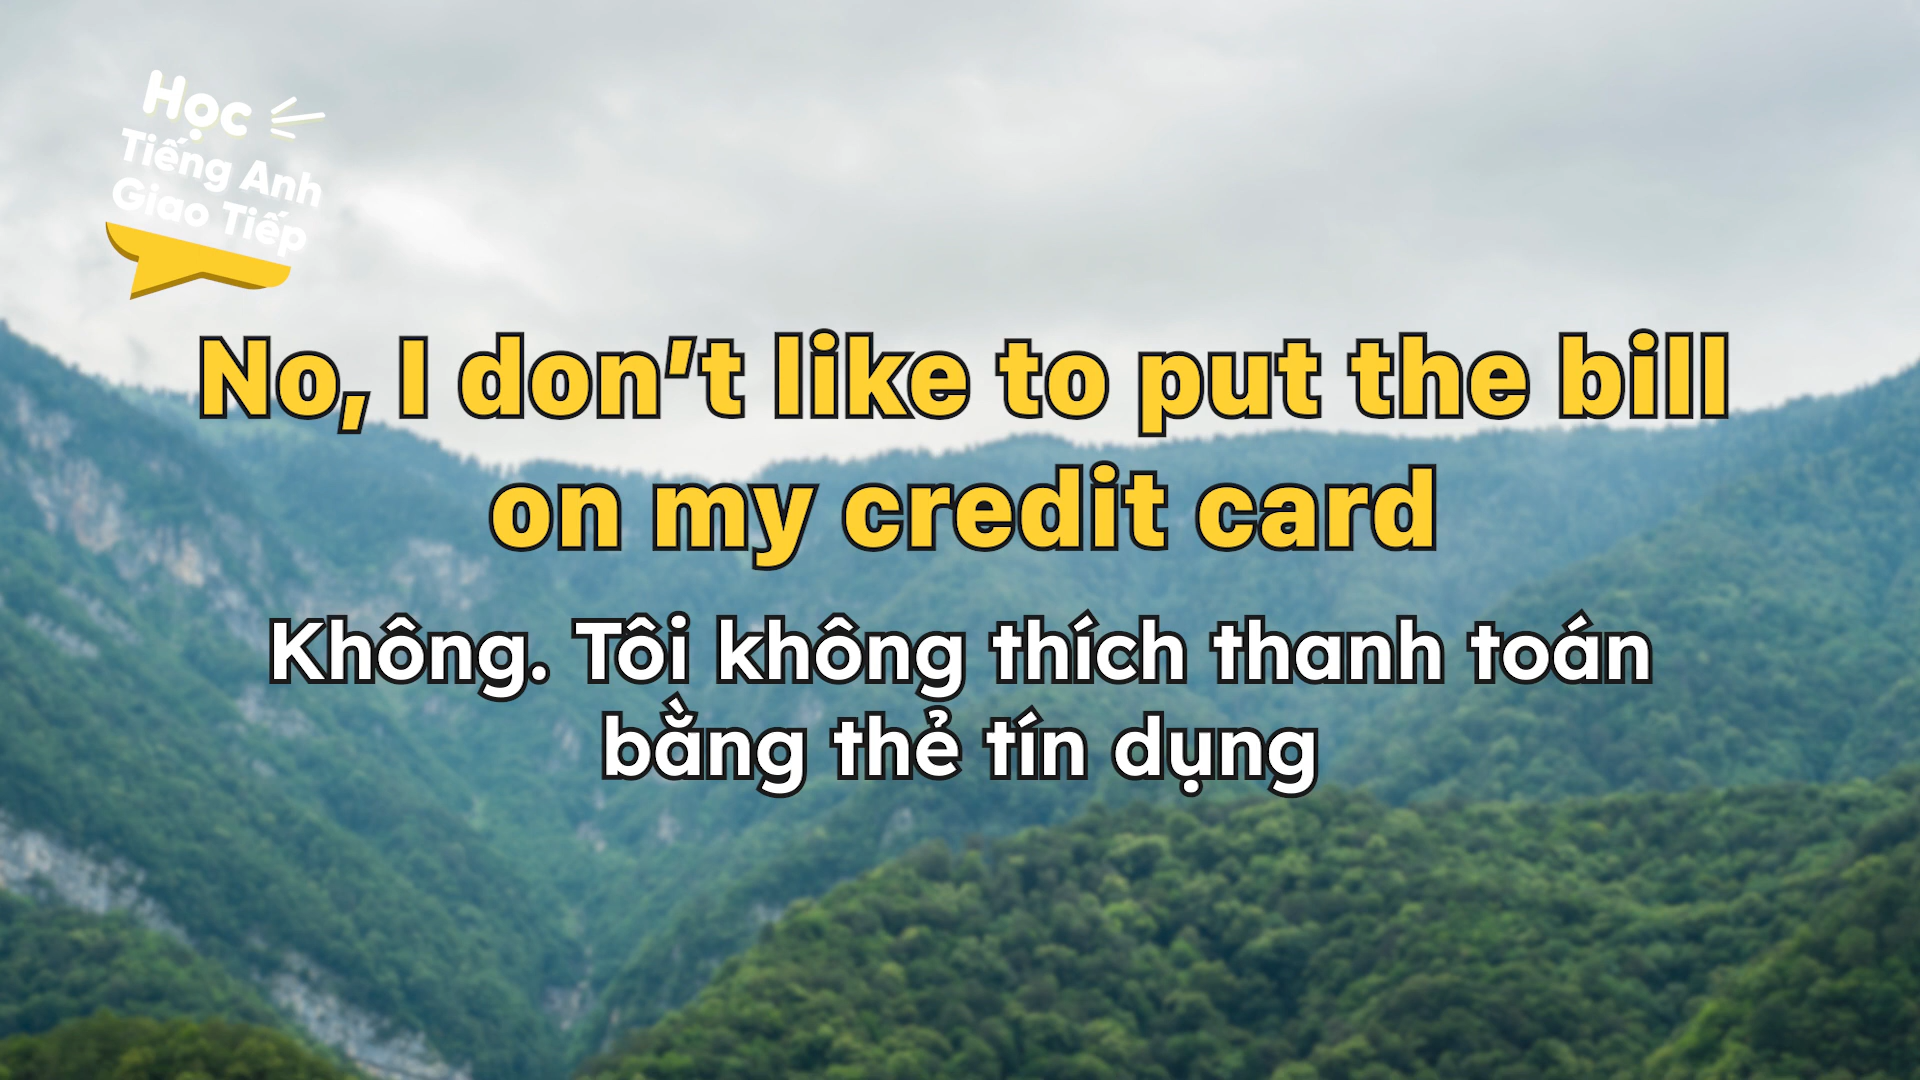 Học
Tiếng Anh
Giao Tiếp
No, I don’t like to put the bill
on my credit card
Không. Tôi không thích thanh toán
bằng thẻ tín dụng